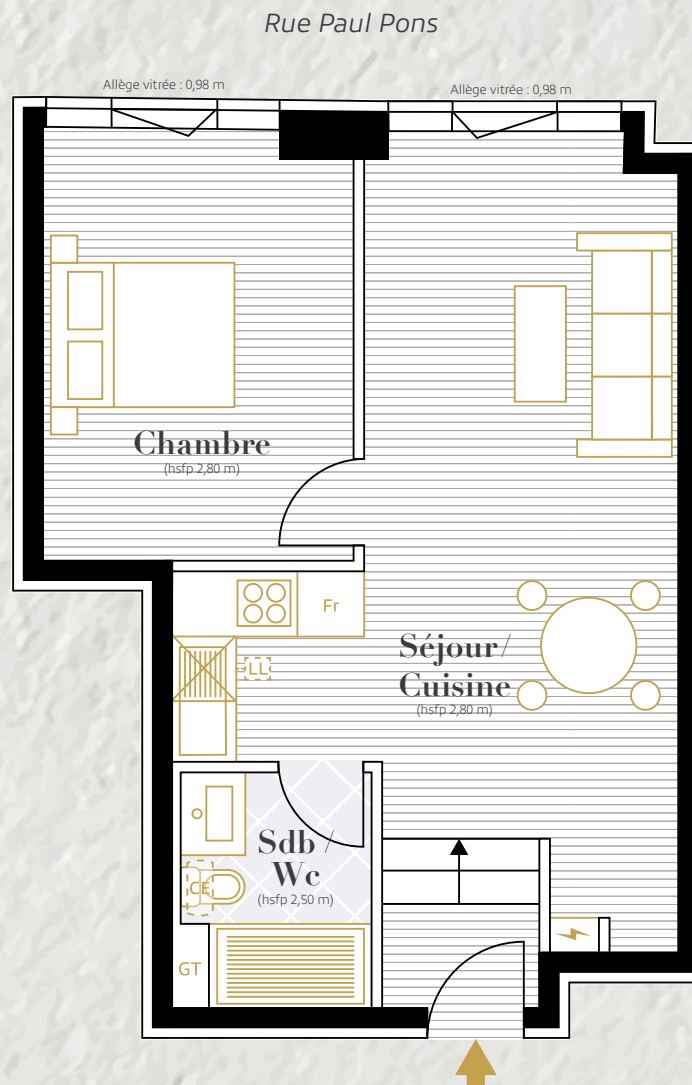 Rue Paul Pons
Allège vitrée : 0,98 m
Allège vitrée : 0,98 m
Chambre
(hsfp 2,80 m)
Fr
LL
Séjour/
Cuisine
(hsfp 2,80 m)
Sdb /
Wc
(hsfp 2,50 m)
CE
GT